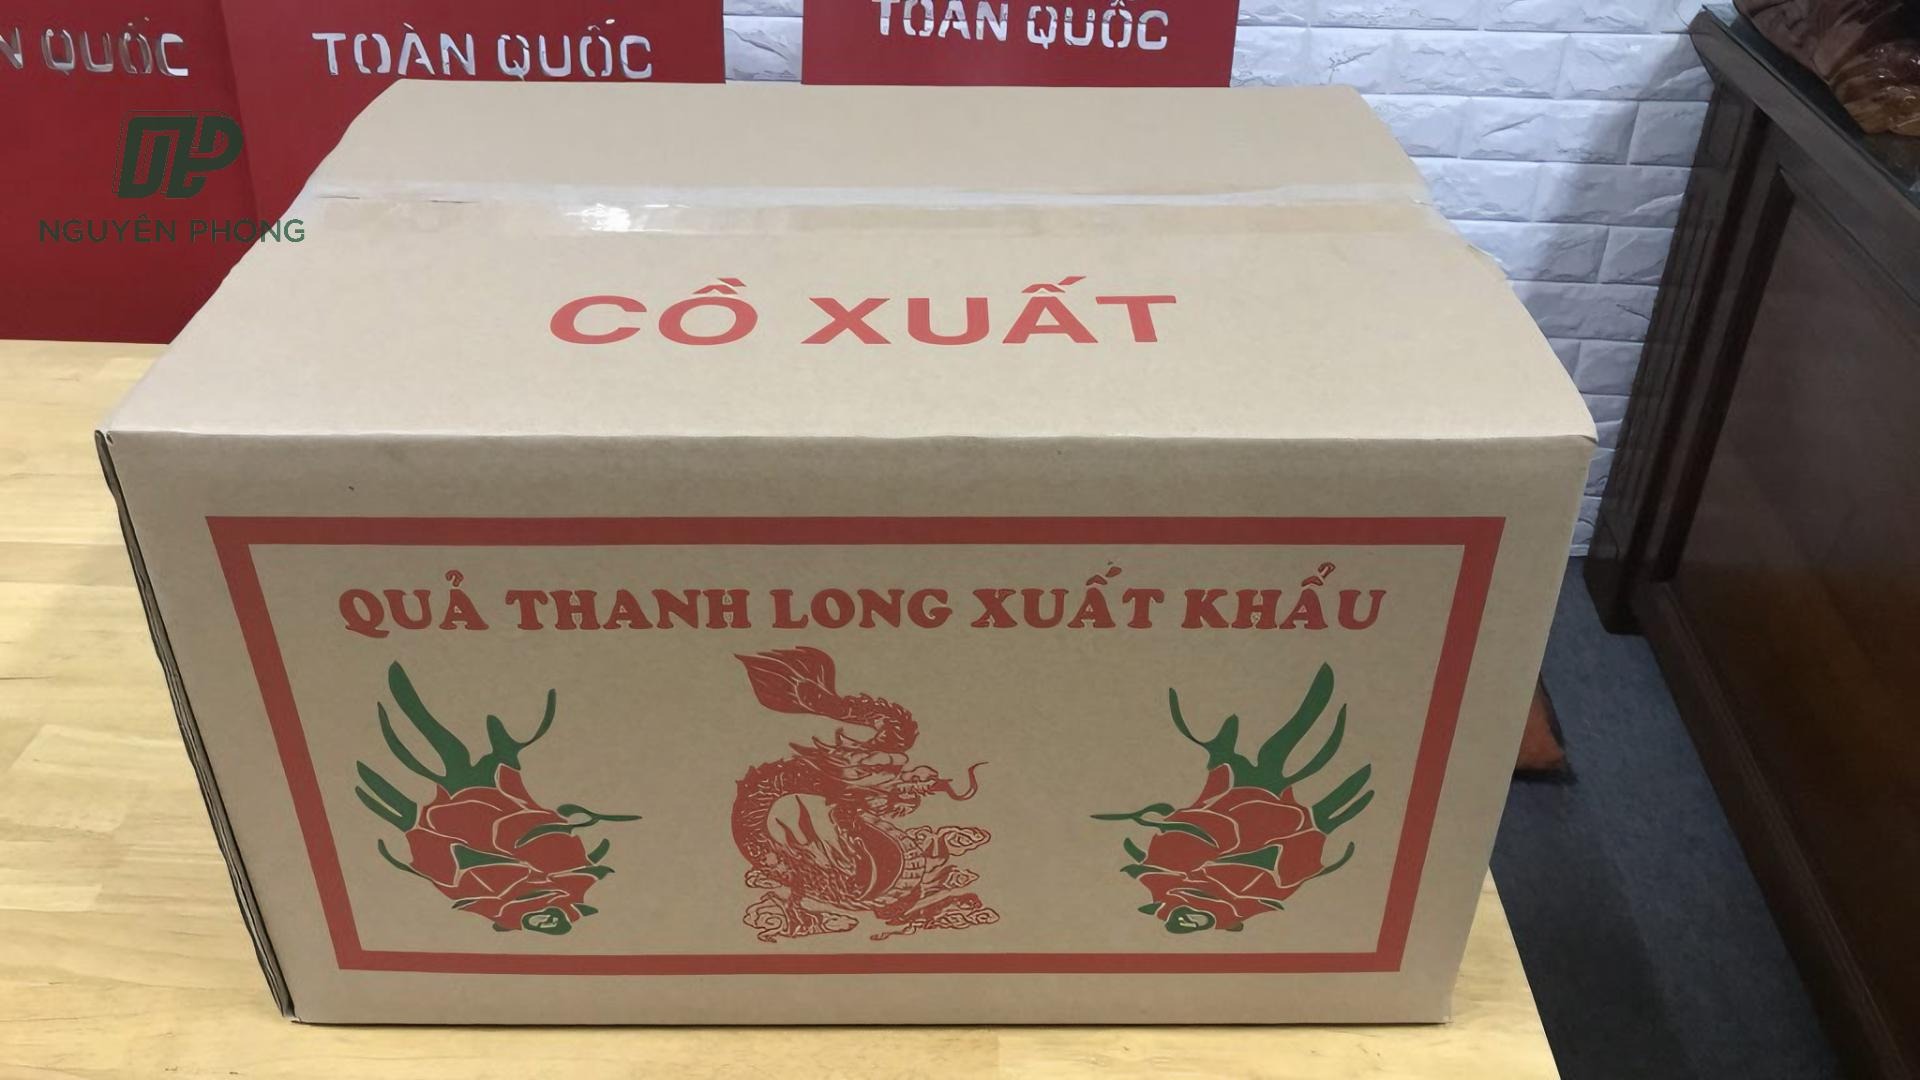 N QUỐC
TOÀN QUỐC
TOÀN QUỐC
NGUYÊN PHONG
CỒ XUẤT
QUẢ THANH LONG XUẤT KHẨU